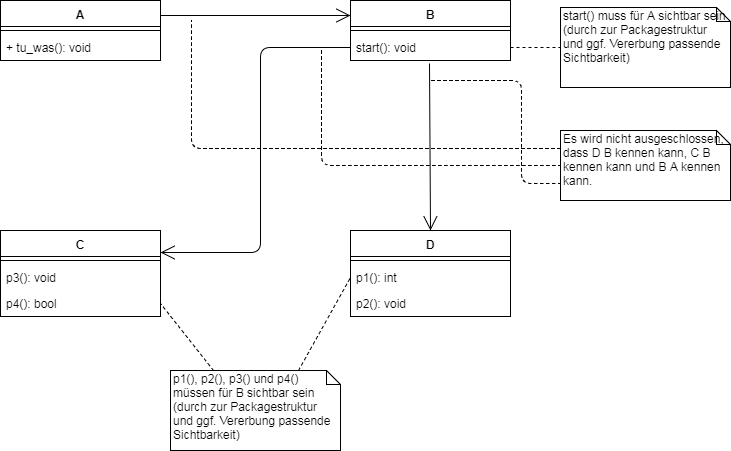 A
+ tu_was(): void
B
start(): void
start() muss für A sichtbar sein
(durch zur Packagestruktur
und ggf. Vererbung passende
Sichtbarkeit)
Es wird nicht ausgeschlossen,
dass D B kennen kann, C B
kennen kann und B A kennen
kann.
C
p3(): void
p4(): bool
D
p1(): int
p2(): void
p1(), p2(), p3() und p4()
müssen für B sichtbar sein
(durch zur Packagestruktur
und ggf. Vererbung passende
Sichtbarkeit)